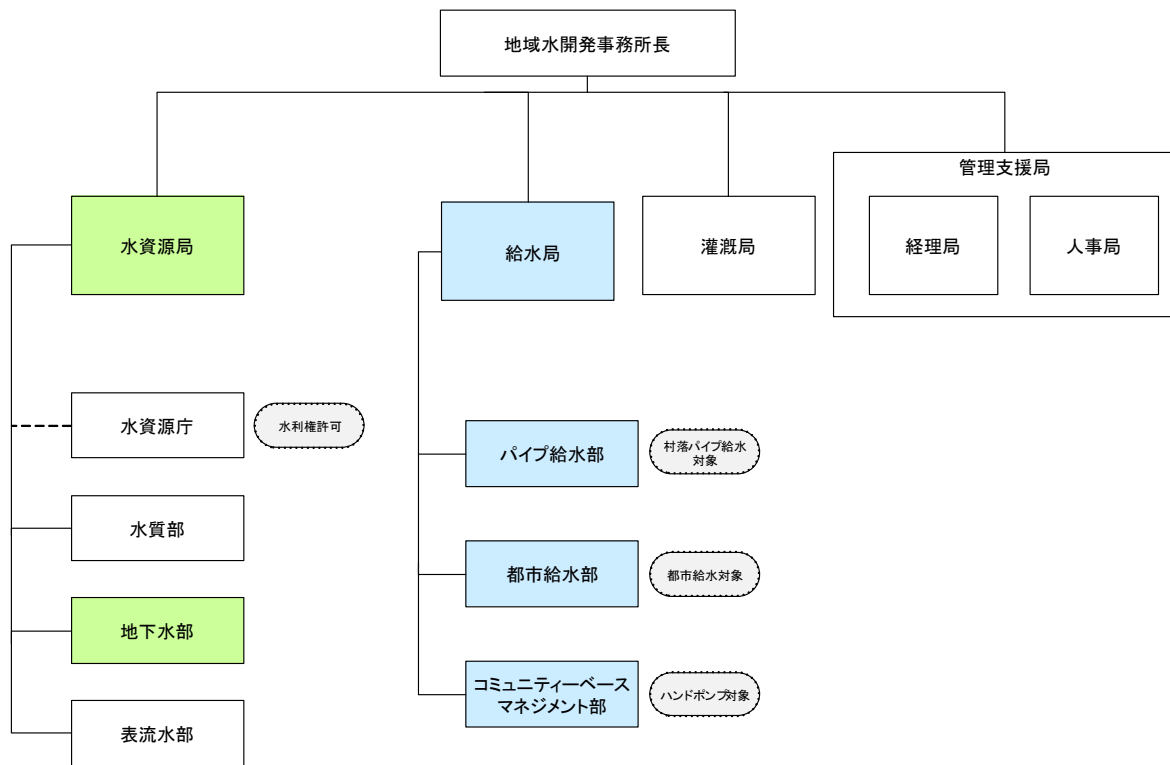 地域水開発事務所長
管理支援局
水資源局
給水局
灌漑局
経理局
人事局
水資源庁
水利権許可
水質部
地下水部
表流水部
パイプ給水部
村落パイプ給水
対象
都市給水部
都市給水対象
コミュニティーベース
マネジメント部
ハンドポンプ対象